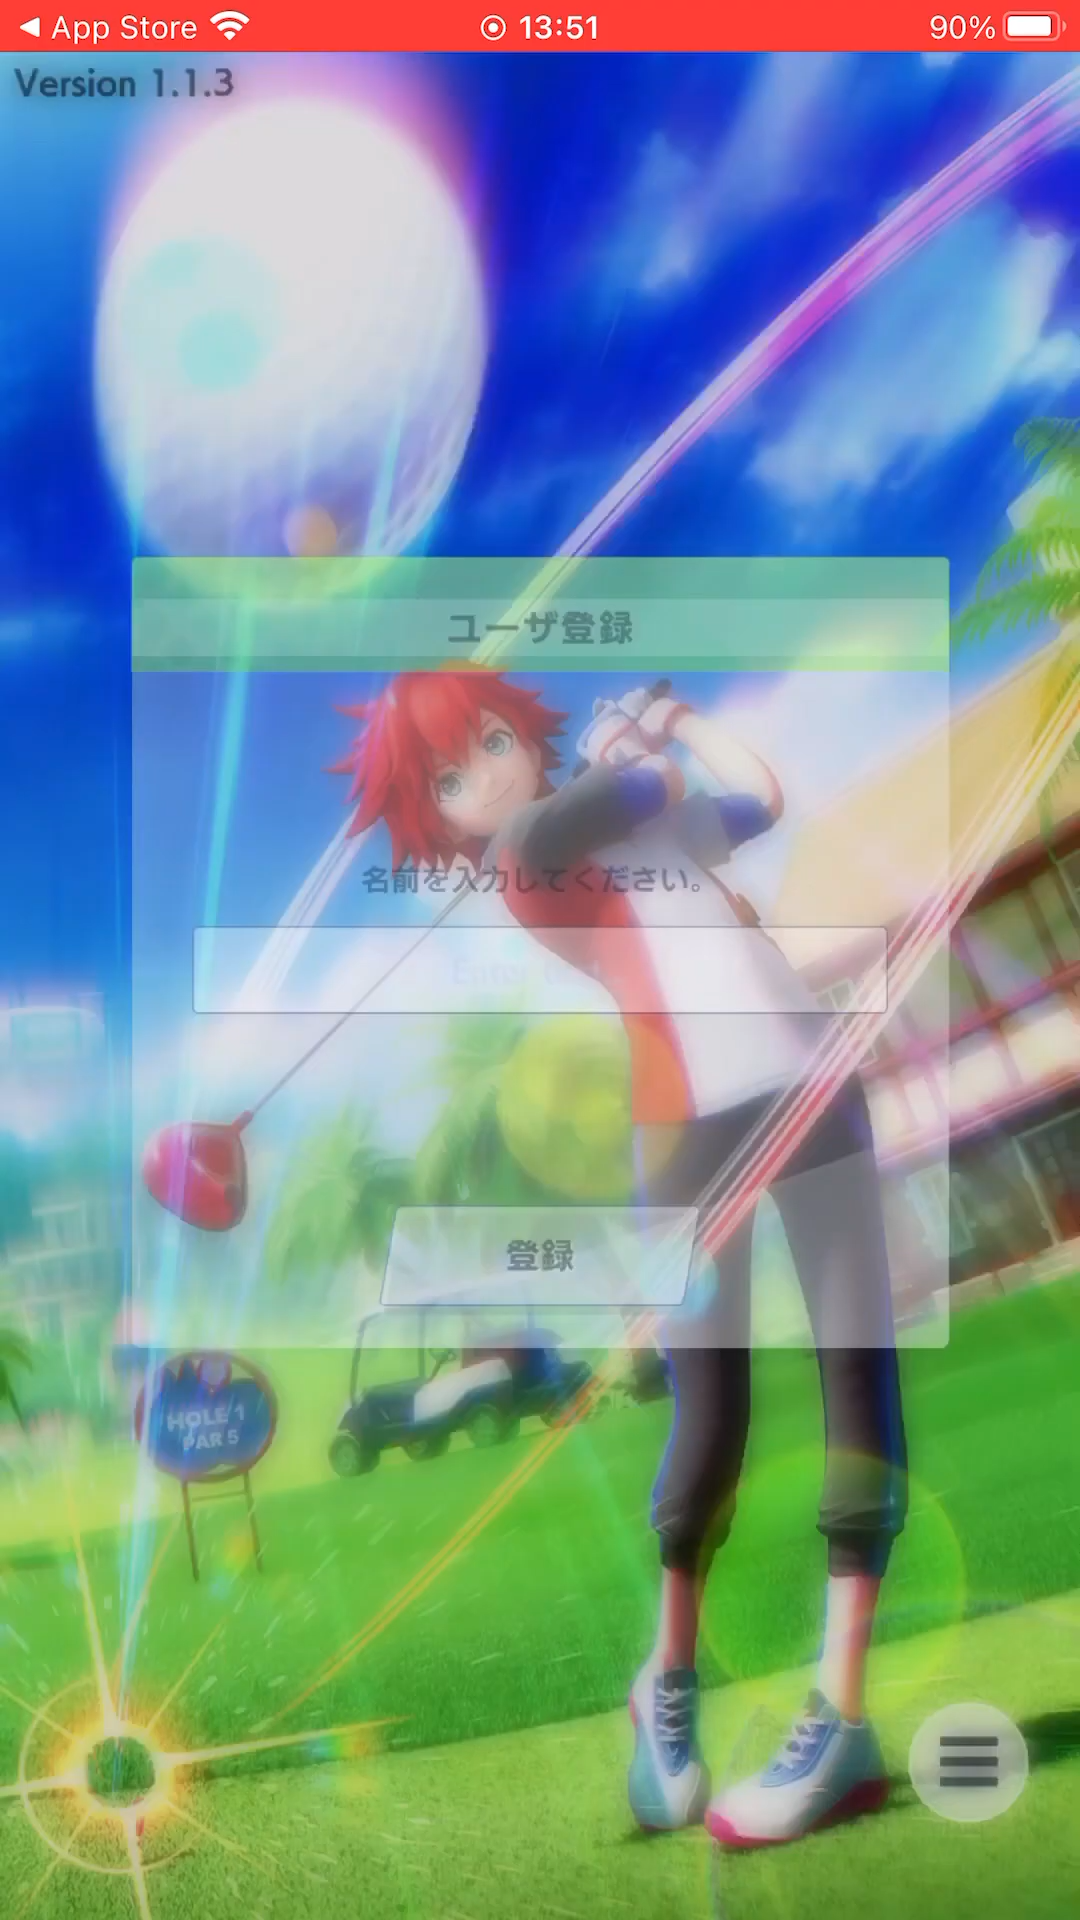 App Store
13:51
90%
Version 1.1.3
ユーザ登録
名前を入力してください。
登録
HOLE 1
PAR 5